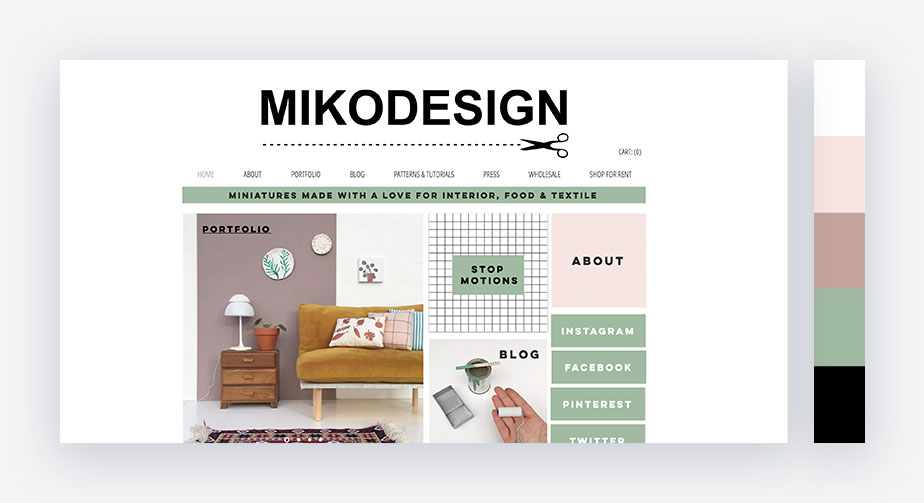 MIKODESIGN
CART: (0)
HOME ABOUT PORTFOLIO BLOG PATTERNS & TUTORIALS PRESS WHOLESALE SHOP FOR RENT
MINIATURES MADE WITH A LOVE FOR INTERIOR, FOOD & TEXTILE
PORTFOLIO
STOP
MOTIONS
ABOUT
BLOG
INSTAGRAM
FACEBOOK
PINTEREST
TWITTER